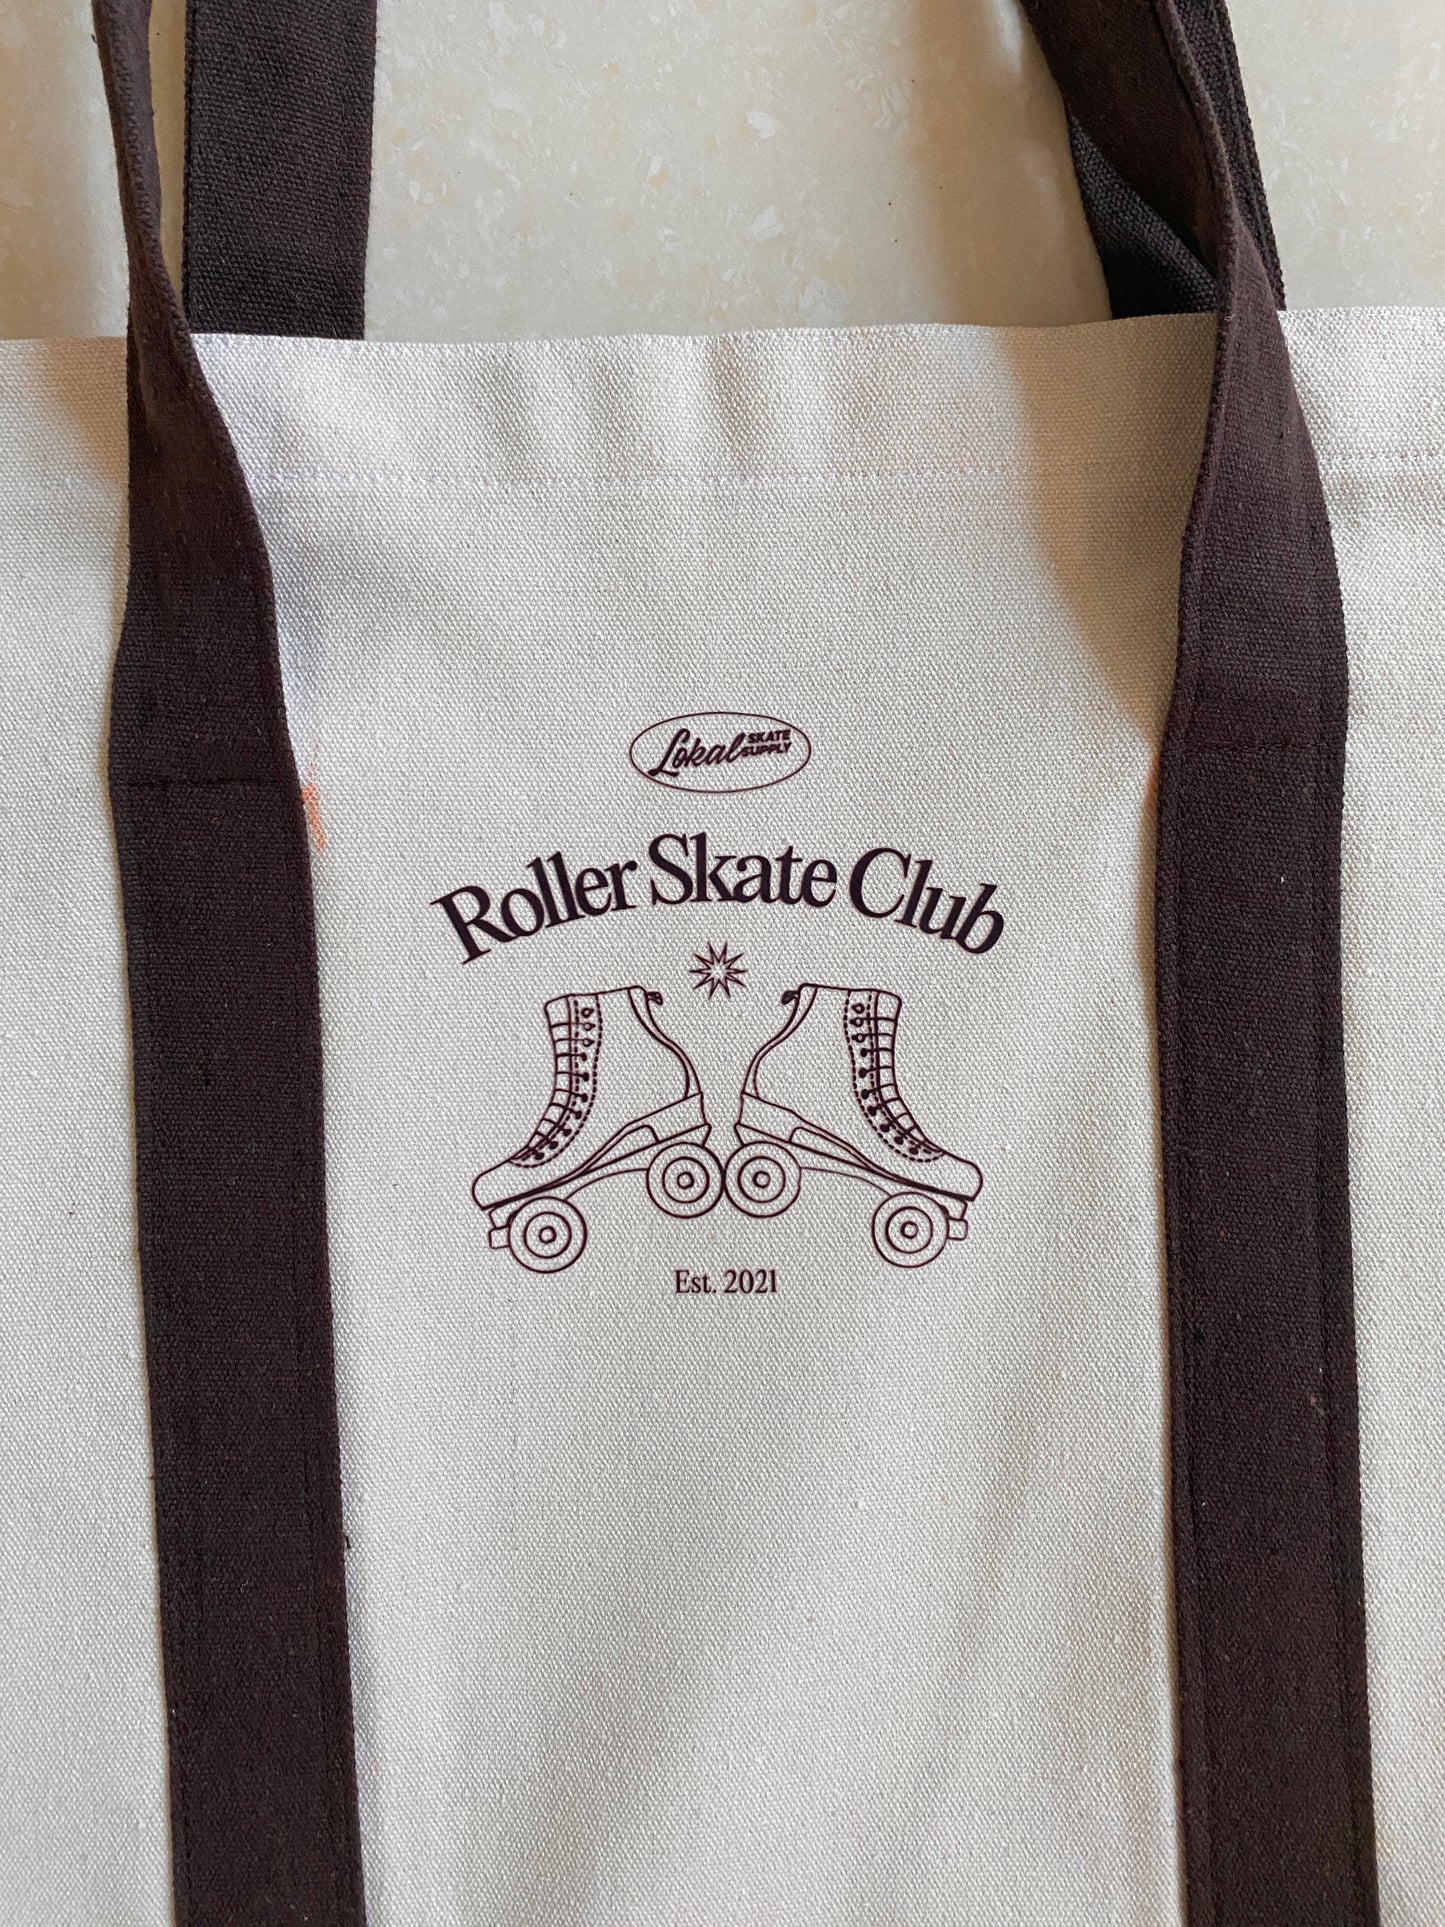 Lokal SKATE SUPPLY
Roller Skate Club
Est. 2021